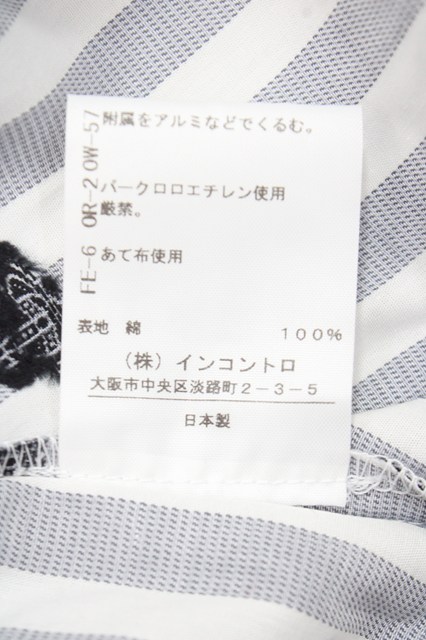 附属をアルミなどでくるむ。
パークロロエチレン使用
厳禁。
あて布使用
FE-6 OR-2 OW-57
表地 綿 100%
(株)インコントロ
大阪市中央区淡路町2-3-5
日本製